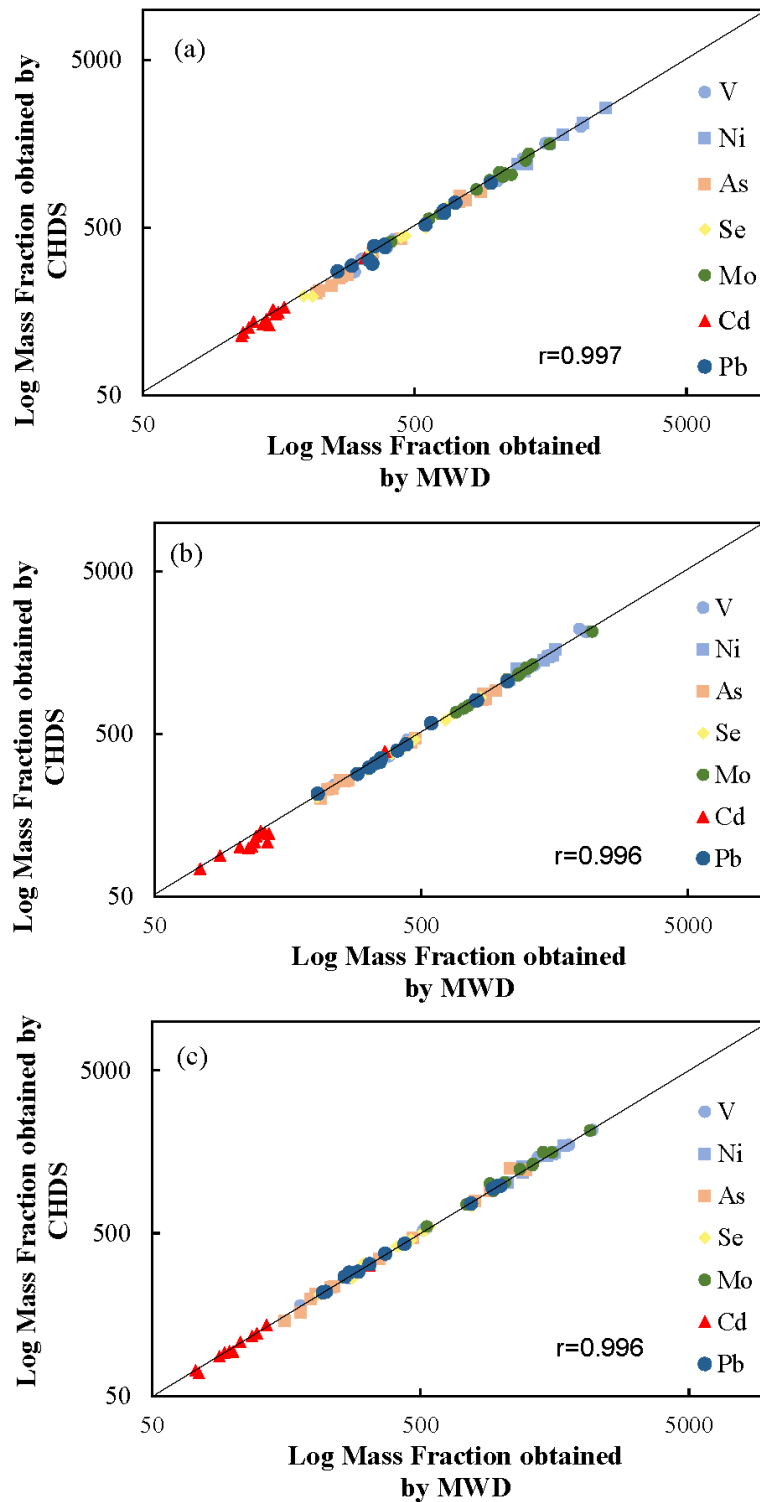 (a)
5000
500
50
Log Mass Fraction obtained by
CHDS
V
Ni
As
Se
Mo
Cd
Pb
r=0.997
50
500
5000
Log Mass Fraction obtained
by MWD
(b)
5000
500
50
Log Mass Fraction obtained by
CHDS
V
Ni
As
Se
Mo
Cd
Pb
r=0.996
50
500
5000
Log Mass Fraction obtained
by MWD
(c)
5000
500
50
Log Mass Fraction obtained by
CHDS
V
Ni
As
Se
Mo
Cd
Pb
r=0.996
50
500
5000
Log Mass Fraction obtained
by MWD